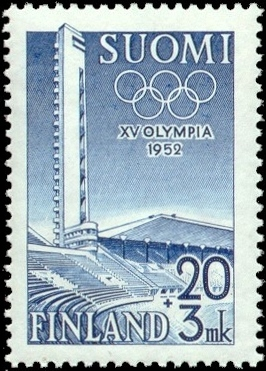 SUOMI
XV OLYMPIA
1952
20
+ 3 mk
FINLAND